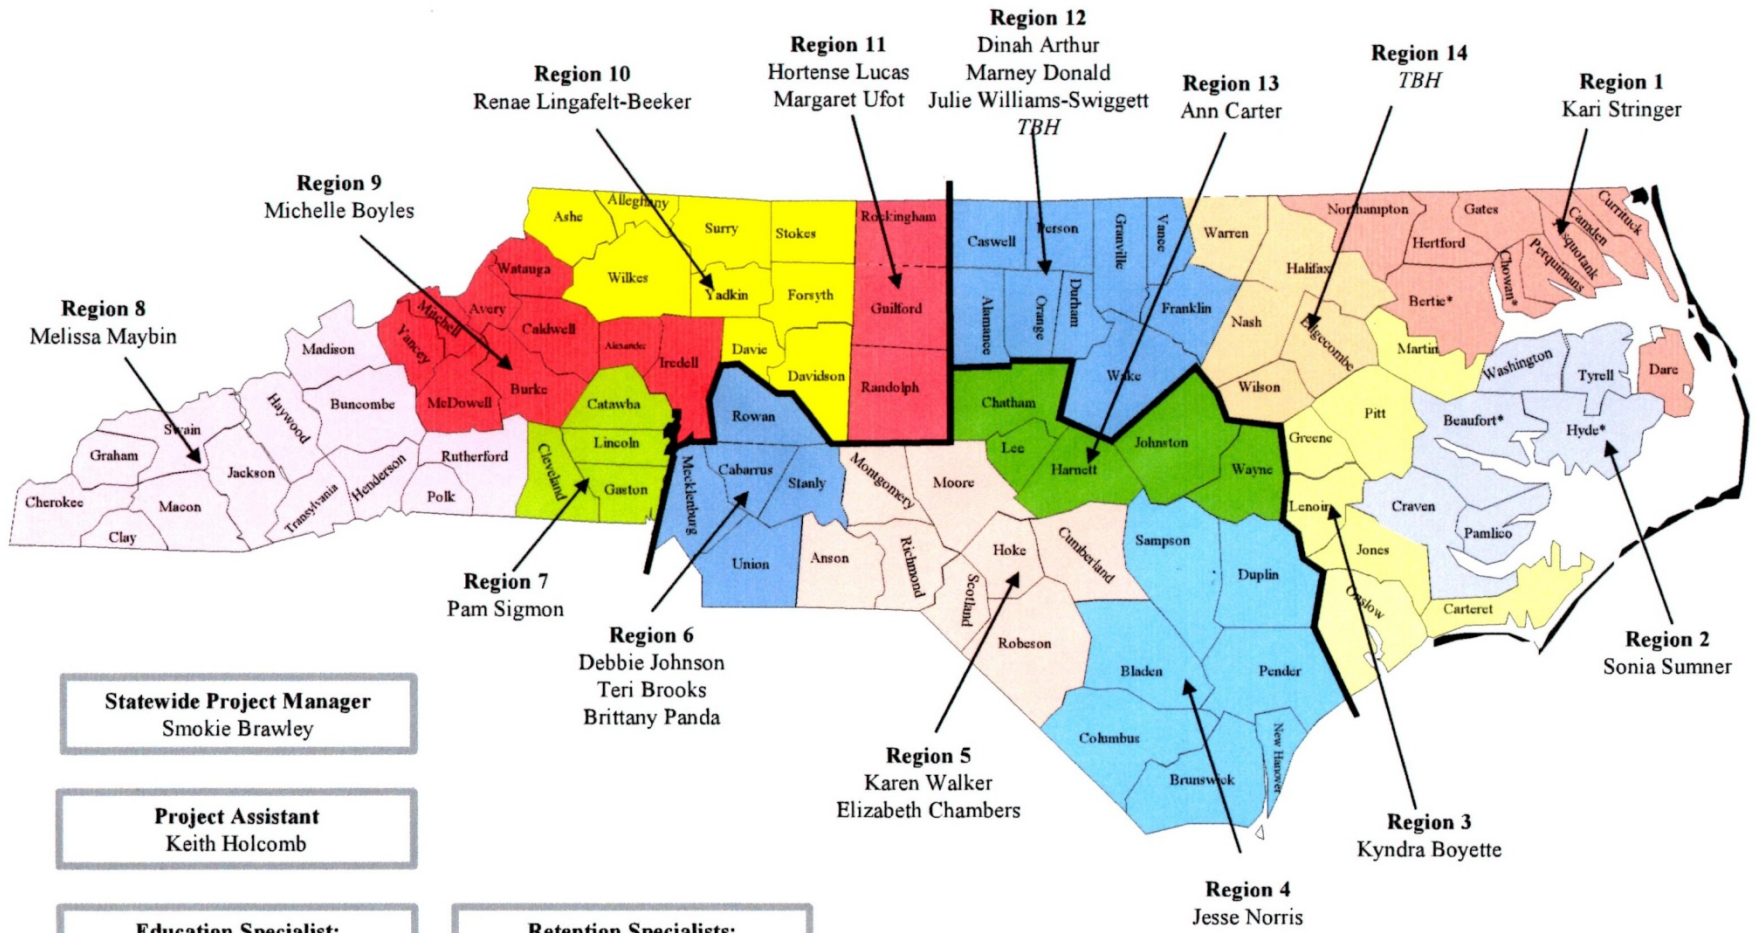 Region 12
Dinah Arthur
Marney Donald
Julie Williams-Swiggett
TBH
Region 11
Hortense Lucas
Margaret Ufot
Region 10
Renae Lingafelt-Beeker
Region 13
Ann Carter
Region 14
TBH
Region 1
Kari Stringer
Region 9
Michelle Boyles
Region 8
Melissa Maybin
Ashe
Alleghany
Surry
Stokes
Rockingham
Caswell
Person
Granville
Vance
Warren
Northampton
Gates
Hertford
Halifax
Currituck
Camden
Pasquotank
Perquimans
Chowan*
Bertie*
Watauga
Wilkes
Yadkin
Forsyth
Guilford
Alamance
Orange
Durham
Franklin
Nash
Edgecombe
Martin
Washington
Tyrell
Dare
Madison
Yancey
Mitchell
Avery
Caldwell
Alexander
Iredell
Davie
Davidson
Randolph
Wake
Wilson
Pitt
Beaufort*
Hyde*
Swain
Haywood
Buncombe
McDowell
Burke
Catawba
Rowan
Chatham
Lee
Harnett
Johnston
Wayne
Greene
Graham
Cherokee
Clay
Macon
Jackson
Transylvania
Henderson
Rutherford
Polk
Cleveland
Lincoln
Gaston
Mecklenburg
Cabarrus
Stanly
Union
Montgomery
Moore
Anson
Richmond
Scotland
Hoke
Cumberland
Robeson
Sampson
Duplin
Lenoir
Jones
Onslow
Craven
Pamlico
Carteret
Bladen
Pender
Columbus
Brunswick
New Hanover
Region 7
Pam Sigmon
Region 6
Debbie Johnson
Teri Brooks
Brittany Panda
Region 5
Karen Walker
Elizabeth Chambers
Region 4
Jesse Norris
Region 3
Kyndra Boyette
Region 2
Sonia Sumner
Statewide Project Manager
Smokie Brawley
Project Assistant
Keith Holcomb
Education Specialist:
Retention Specialists: